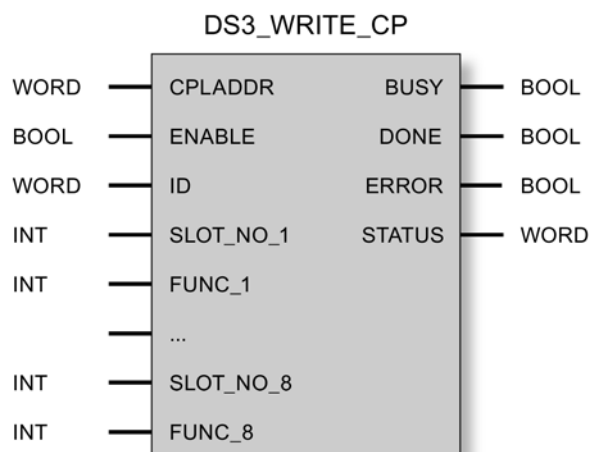 DS3_WRITE_CP
WORD CPLADDR BUSY BOOL
BOOL ENABLE DONE BOOL
WORD ID ERROR BOOL
INT SLOT_NO_1 STATUS WORD
INT FUNC_1
...
INT SLOT_NO_8
INT FUNC_8